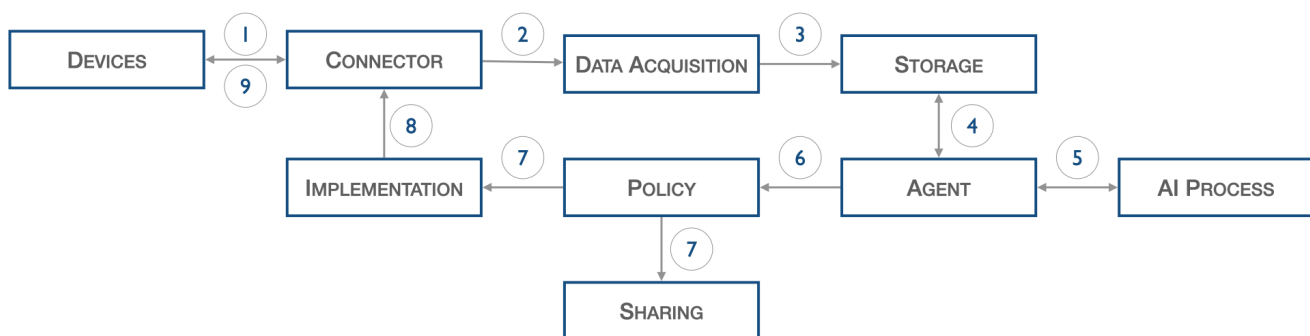 1
2
3
DEVICES
CONNECTOR
DATA ACQUISITION
STORAGE
9
8
4
7
6
5
IMPLEMENTATION
POLICY
AGENT
AI PROCESS
7
SHARING